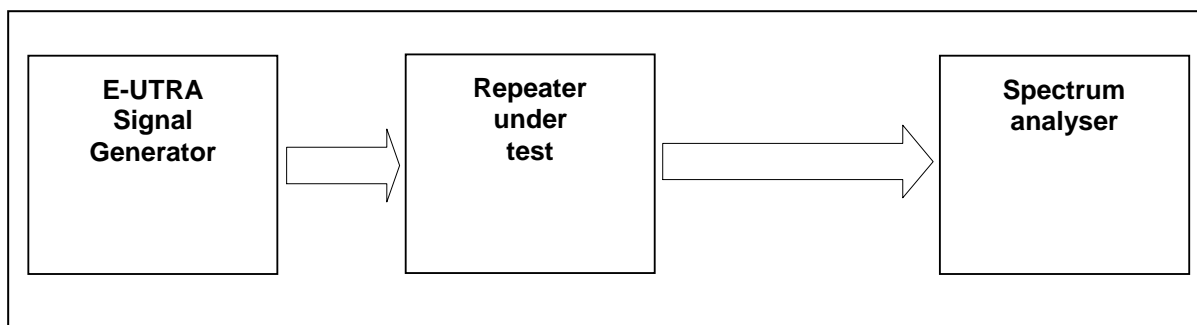 E-UTRA
Signal
Generator
Repeater
under
test
Spectrum
analyser